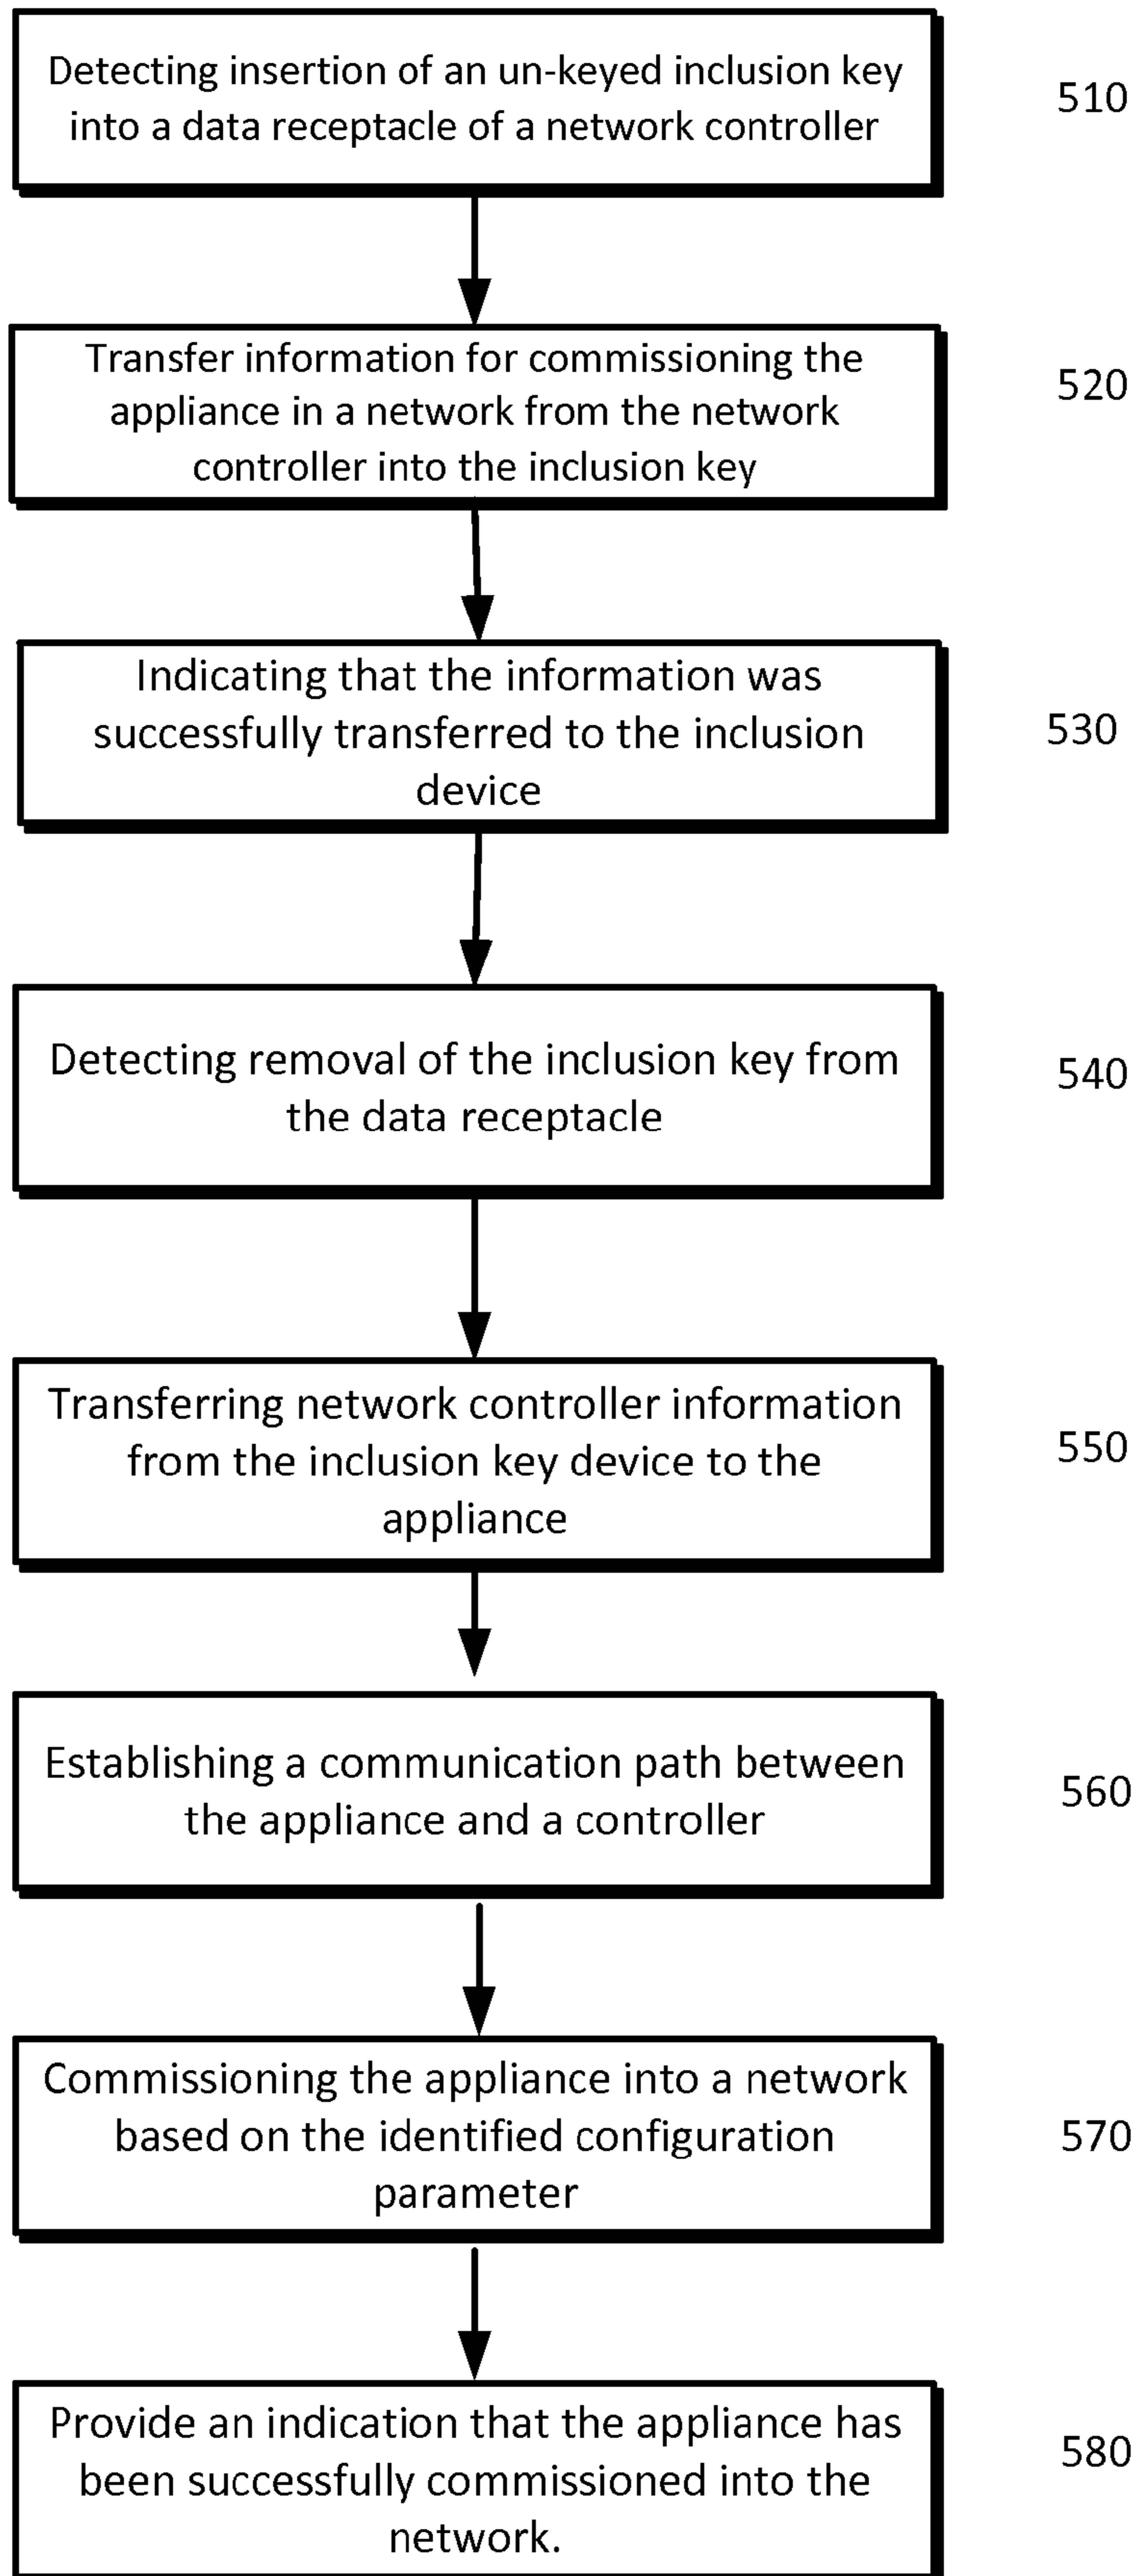 Detecting insertion of an un-keyed inclusion key
into a data receptacle of a network controller
510
Transfer information for commissioning the
appliance in a network from the network
controller into the inclusion key
520
Indicating that the information was
successfully transferred to the inclusion
device
530
Detecting removal of the inclusion key from
the data receptacle
540
Transferring network controller information
from the inclusion key device to the
appliance
550
Establishing a communication path between
the appliance and a controller
560
Commissioning the appliance into a network
based on the identified configuration
parameter
570
Provide an indication that the appliance has
been successfully commissioned into the
network.
580